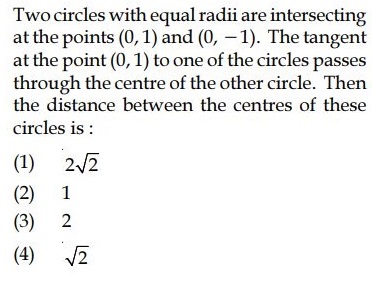 Two circles with equal radii are intersecting
at the points (0, 1) and (0, −1). The tangent
at the point (0, 1) to one of the circles passes
through the centre of the other circle. Then
the distance between the centres of these
circles is :
(1) 2√2
(2) 1
(3) 2
(4) √2